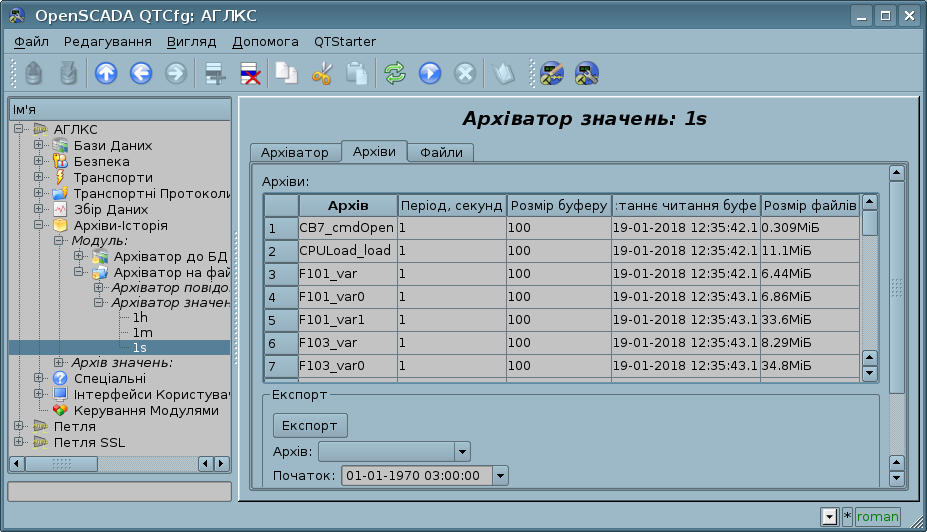 OpenSCADA QTCfg: АГЛКС
Файл Редагування Вигляд Допомога QTStarter
Ім'я
АГЛКС
Бази Даних
Безпека
Транспорти
Транспортні Протоколи
Збір Даних
Архіви-Історія
Модуль:
Архіватор до БД
Архіватор на фай
Архіватор повідо
Архіватор значен
1h
1m
1s
Архів значень:
Спеціальні
Інтерфейси Користува
Керування Модулями
Петля
Петля SSL
Архіватор значень: 1s
Архіватор Архіви Файли
Архіви:
Архів Період, секунд Розмір буферу :таннє читання буфе Розмір файлів
1 CB7_cmdOpen 1 100 19-01-2018 12:35:42.1 0.309МіБ
2 CPULoad_load 1 100 19-01-2018 12:35:42.1 11.1МіБ
3 F101_var 1 100 19-01-2018 12:35:42.1 6.44МіБ
4 F101_var0 1 100 19-01-2018 12:35:43.1 6.86МіБ
5 F101_var1 1 100 19-01-2018 12:35:43.1 33.6МіБ
6 F103_var 1 100 19-01-2018 12:35:43.1 8.29МіБ
7 F103_var0 1 100 19-01-2018 12:35:43.1 34.8МіБ
Експорт
Експорт
Архів:
Початок: 01-01-1970 03:00:00
* roman